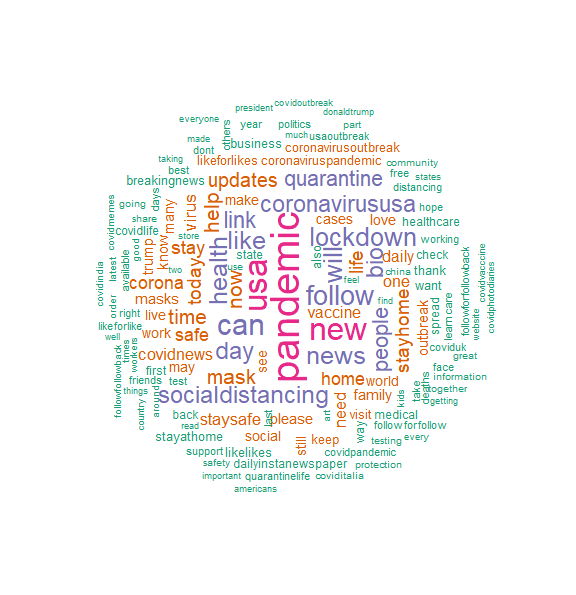 president covidoutbreak
donaldtrump
everyone others year politics part
made much usaoutbreak
dont business coronavirusoutbreak
taking likeforlikes coronaviruspandemic community
best free states
breakingnews updates quarantine distancing
going days many virus help make coronavirususa hope
share link cases love healthcare
covidmemes covidlife store like lockdown working
good trump know stay health state also will bio daily check
covidindia latest available two use usa pandemic china thank followforfollowback
corona today now feel life one want covidvaccine
order masks follow find website covidphotodiaries
right live time can vaccine people stayhome outbreak spread learn care
likeforlike work safe new
well times workers covidnews day see news coviduk great
followfollowback first may mask home world face information
friends test family kids take deaths together
things around socialdistancing getting
country back staysafe last please art need visit medical
read way followforfollow
stayathome social still keep testing every
support likelikes covidpandemic
safety dailyinstanewspaper protection
important quarantinelife coviditalia
americans